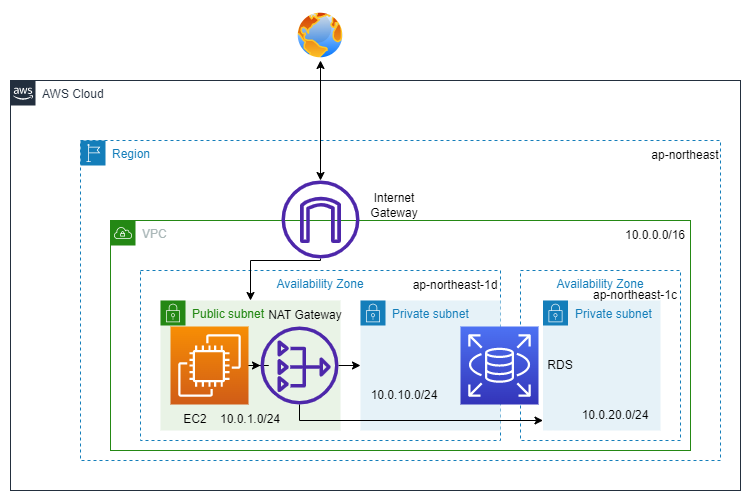 aws
AWS Cloud
Region
ap-northeast
Internet
Gateway
VPC
10.0.0.0/16
Availability Zone
ap-northeast-1d
Availability Zone
ap-northeast-1c
Public subnet
NAT Gateway
Private subnet
Private subnet
RDS
10.0.10.0/24
EC2
10.0.1.0/24
10.0.20.0/24